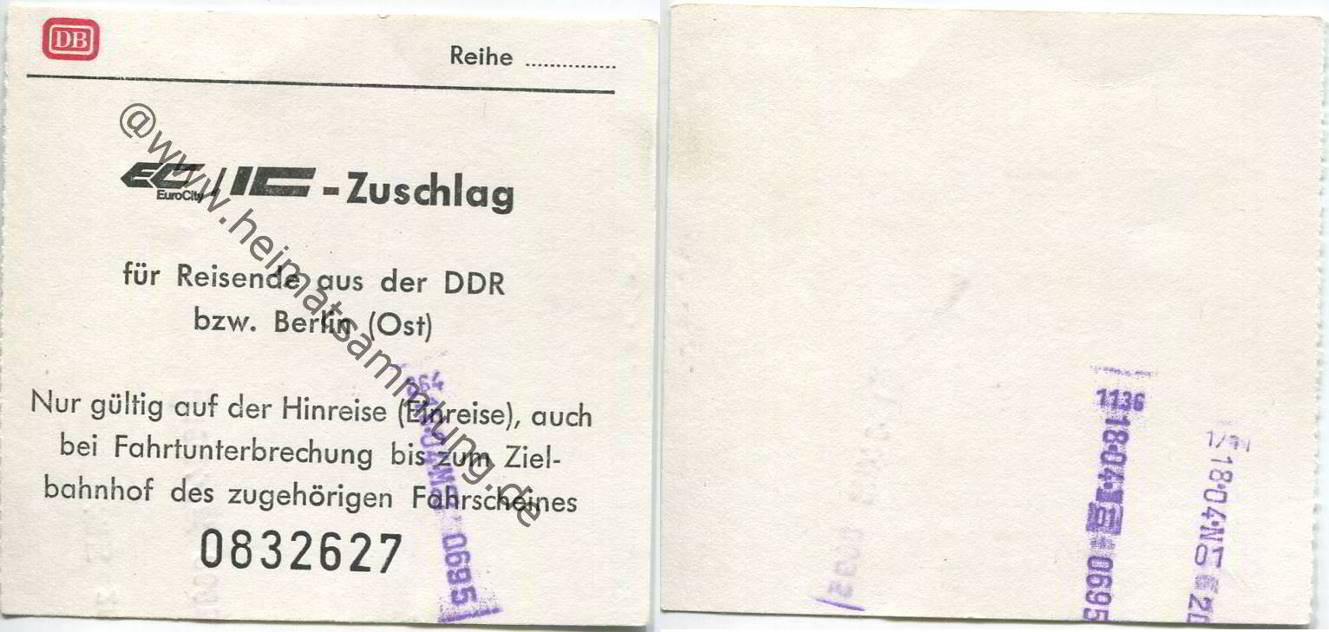 DB
Reihe ...............
EC EuroCity / IC -Zuschlag
für Reisende aus der DDR
bzw. Berlin (Ost)
Nur gültig auf der Hinreise (Einreise), auch
bei Fahrtunterbrechung bis zum Ziel-
bahnhof des zugehörigen Fahrscheines
0832627
@www.heimatsammlung.de
0695
1136
18·04
0695
18·04·N